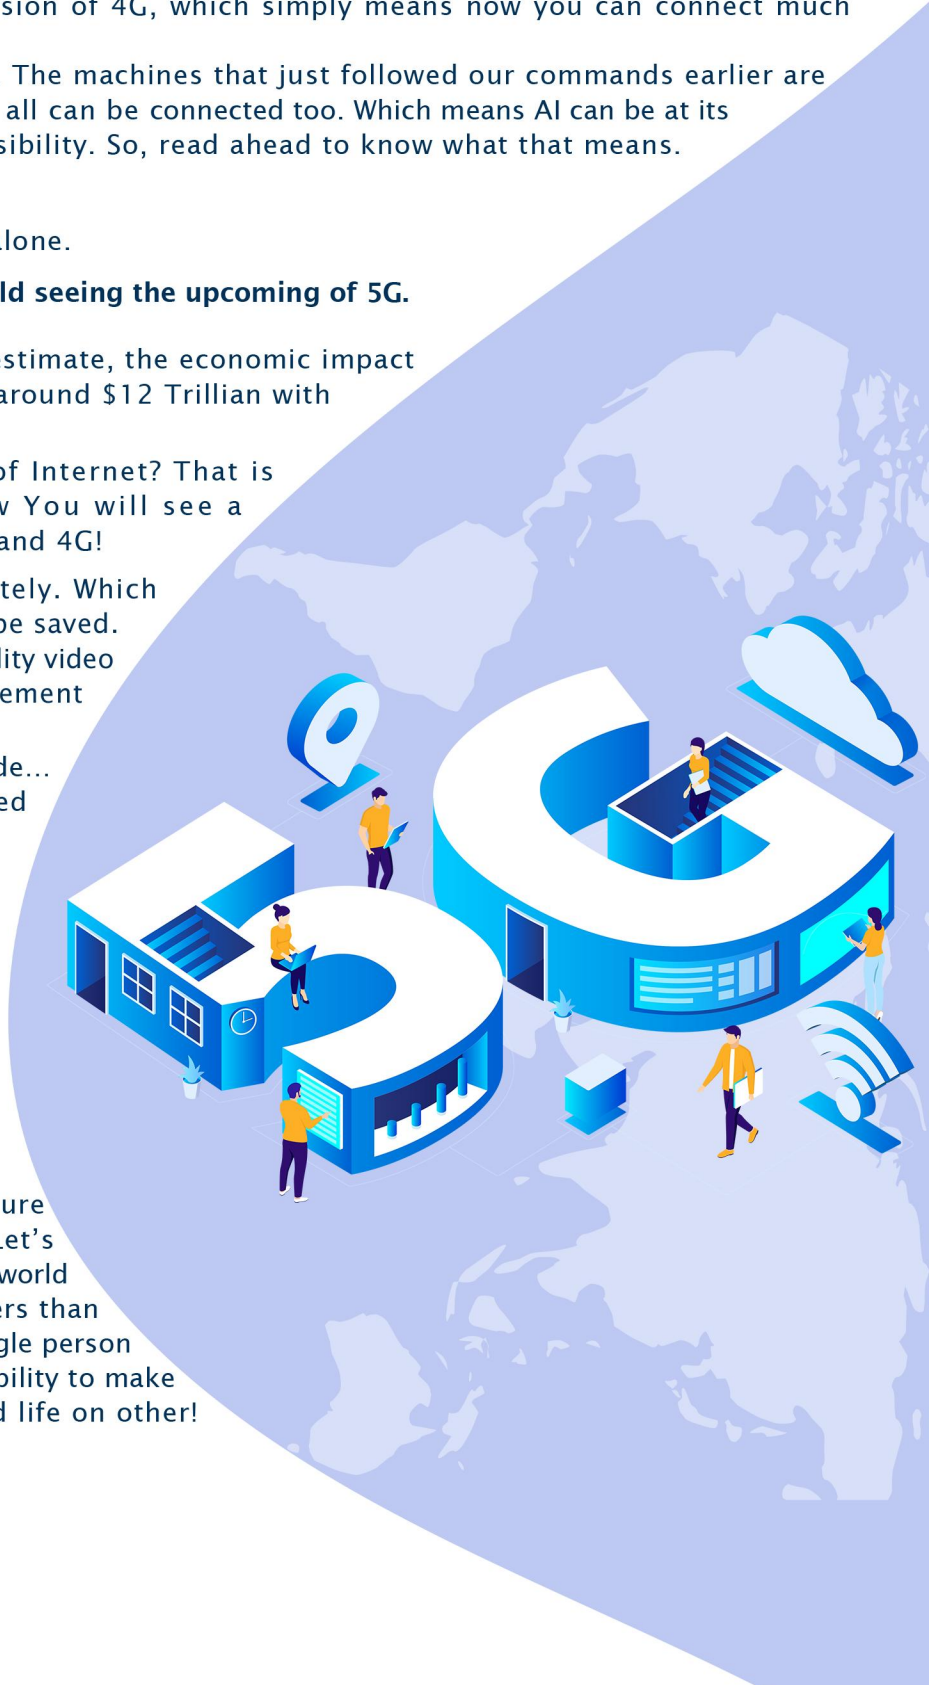 sion of 4G, which simply means now you can connect much
The machines that just followed our commands earlier are
all can be connected too. Which means AI can be at its
sibility. So, read ahead to know what that means.
lone.
ld seeing the upcoming of 5G.
estimate, the economic impact
around $12 Trillian with
of Internet? That is
w You will see a
and 4G!
tely. Which
be saved.
lity video
ement
de...
ed
5G
ure
Let's
world
ers than
gle person
bility to make
d life on other!